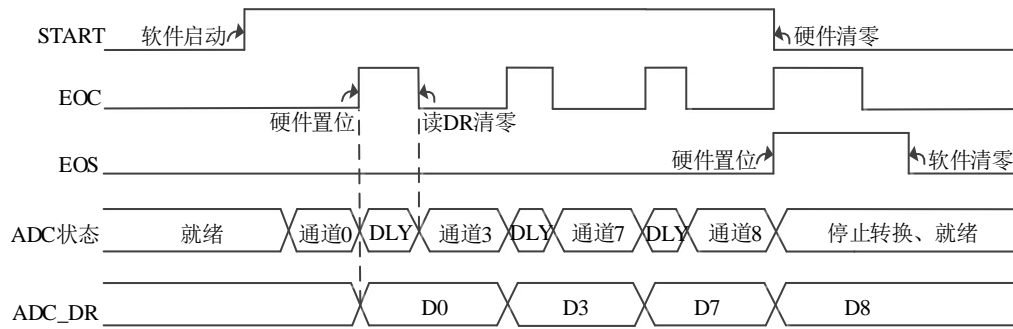 START 软件启动 硬件清零
EOC 硬件置位 读DR清零
EOS 硬件置位 软件清零
ADC状态 就绪 通道0 DLY 通道3 DLY 通道7 DLY 通道8 停止转换、就绪
ADC_DR D0 D3 D7 D8